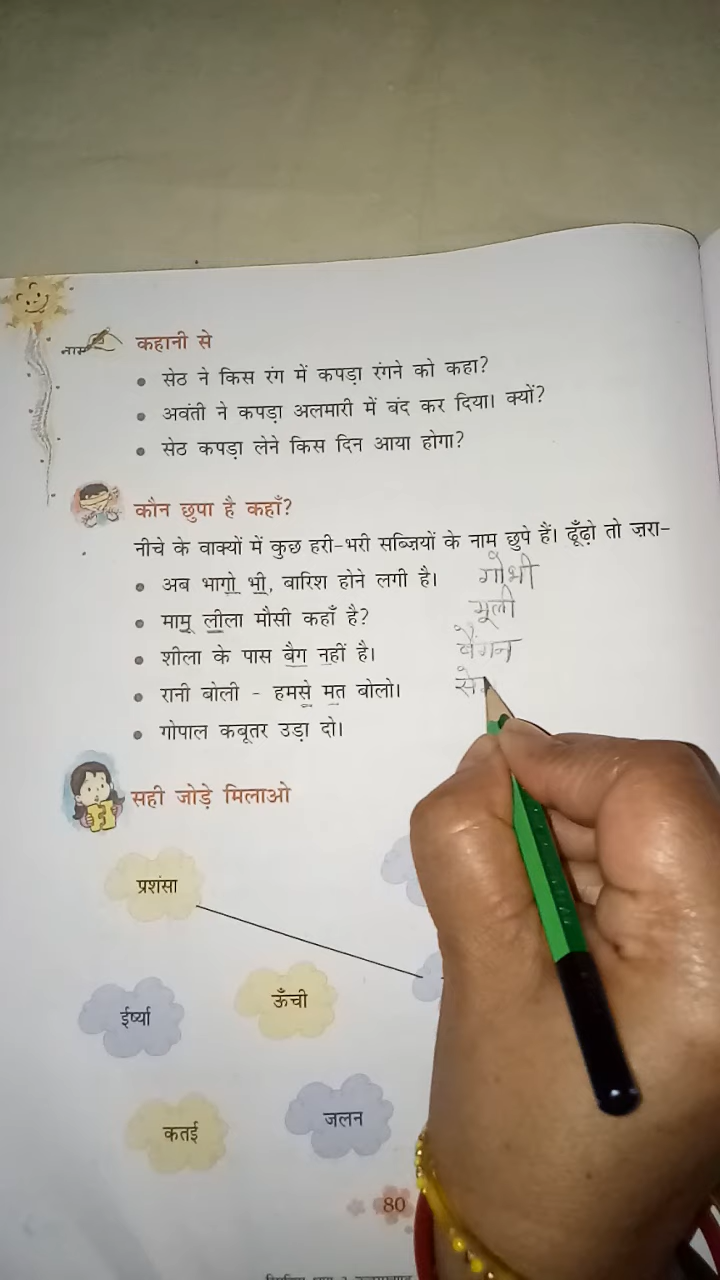 नाम
कहानी से
• सेठ ने किस रंग में कपड़ा रंगने को कहा?
• अवंती ने कपड़ा अलमारी में बंद कर दिया। क्यों?
• सेठ कपड़ा लेने किस दिन आया होगा?
कौन छुपा है कहाँ?
नीचे के वाक्यों में कुछ हरी-भरी सब्ज़ियों के नाम छुपे हैं। ढूँढ़ो तो ज़रा-
• अब भागो भी, बारिश होने लगी है। गोभी
• मामू लीला मौसी कहाँ है? मूली
• शीला के पास बैग नहीं है। बैंगन
• रानी बोली - हमसे मत बोलो। से
• गोपाल कबूतर उड़ा दो।
सही जोड़े मिलाओ
प्रशंसा
ईर्ष्या
ऊँची
कतई
जलन
80